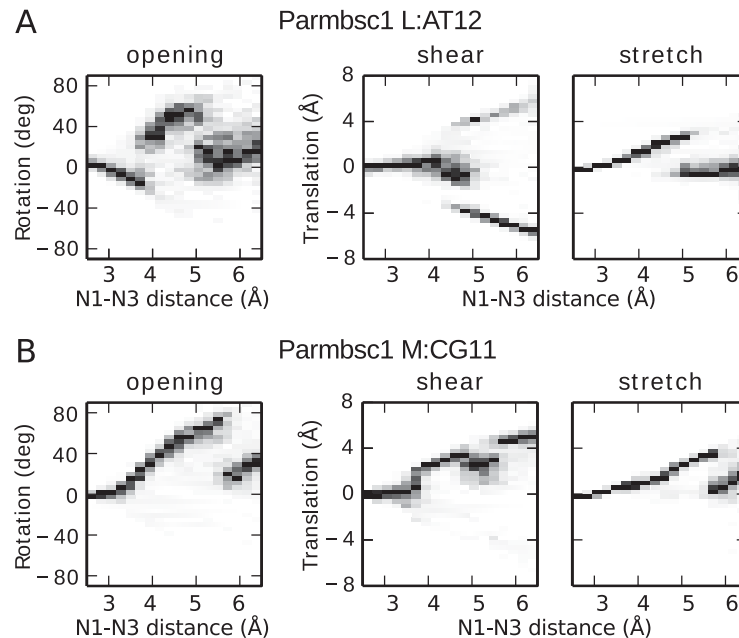 A
Parmbsc1 L:AT12
opening
shear
stretch
Rotation (deg)
80
40
0
−40
−80
3 4 5 6
N1-N3 distance (Å)
Translation (Å)
8
4
0
−4
−8
3 4 5 6
3 4 5 6
N1-N3 distance (Å)
B
Parmbsc1 M:CG11
opening
shear
stretch
Rotation (deg)
80
40
0
−40
−80
3 4 5 6
N1-N3 distance (Å)
Translation (Å)
8
4
0
−4
−8
3 4 5 6
3 4 5 6
N1-N3 distance (Å)